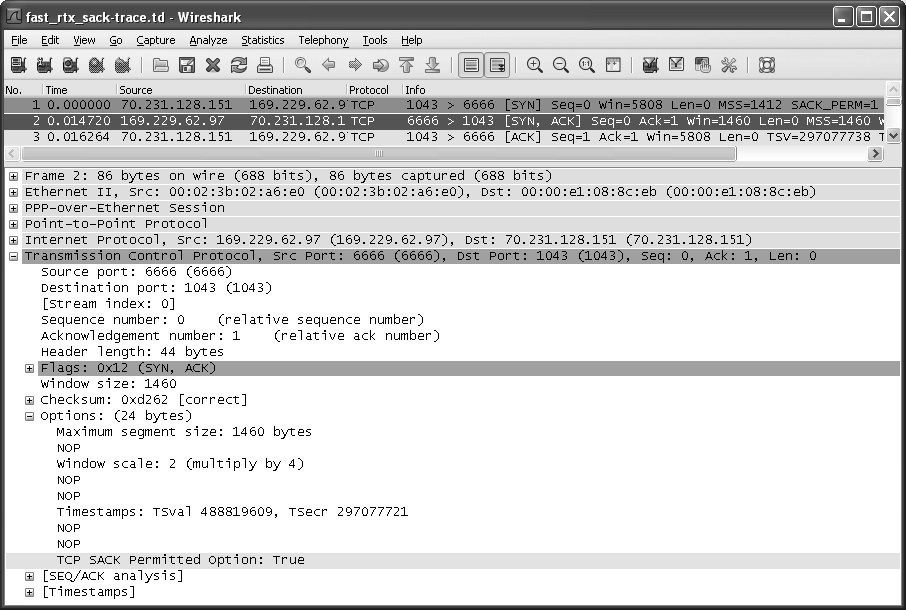 fast_rtx_sack-trace.td - Wireshark
File Edit View Go Capture Analyze Statistics Telephony Tools Help
No. Time Source Destination Protocol Info
1 0.000000 70.231.128.151 169.229.62.9 TCP 1043 > 6666 [SYN] Seq=0 Win=5808 Len=0 MSS=1412 SACK_PERM=1
2 0.014720 169.229.62.97 70.231.128.1 TCP 6666 > 1043 [SYN, ACK] Seq=0 Ack=1 Win=1460 Len=0 MSS=1460 W
3 0.016264 70.231.128.151 169.229.62.9 TCP 1043 > 6666 [ACK] Seq=1 Ack=1 Win=5808 Len=0 TSV=297077738 T
Frame 2: 86 bytes on wire (688 bits), 86 bytes captured (688 bits)
Ethernet II, Src: 00:02:3b:02:a6:e0 (00:02:3b:02:a6:e0), Dst: 00:00:e1:08:8c:eb (00:00:e1:08:8c:eb)
PPP-over-Ethernet Session
Point-to-Point Protocol
Internet Protocol, Src: 169.229.62.97 (169.229.62.97), Dst: 70.231.128.151 (70.231.128.151)
Transmission Control Protocol, Src Port: 6666 (6666), Dst Port: 1043 (1043), Seq: 0, Ack: 1, Len: 0
Source port: 6666 (6666)
Destination port: 1043 (1043)
[Stream index: 0]
Sequence number: 0 (relative sequence number)
Acknowledgement number: 1 (relative ack number)
Header length: 44 bytes
Flags: 0x12 (SYN, ACK)
Window size: 1460
Checksum: 0xd262 [correct]
Options: (24 bytes)
Maximum segment size: 1460 bytes
NOP
Window scale: 2 (multiply by 4)
NOP
NOP
Timestamps: TSval 488819609, TSecr 297077721
NOP
NOP
TCP SACK Permitted Option: True
[SEQ/ACK analysis]
[Timestamps]